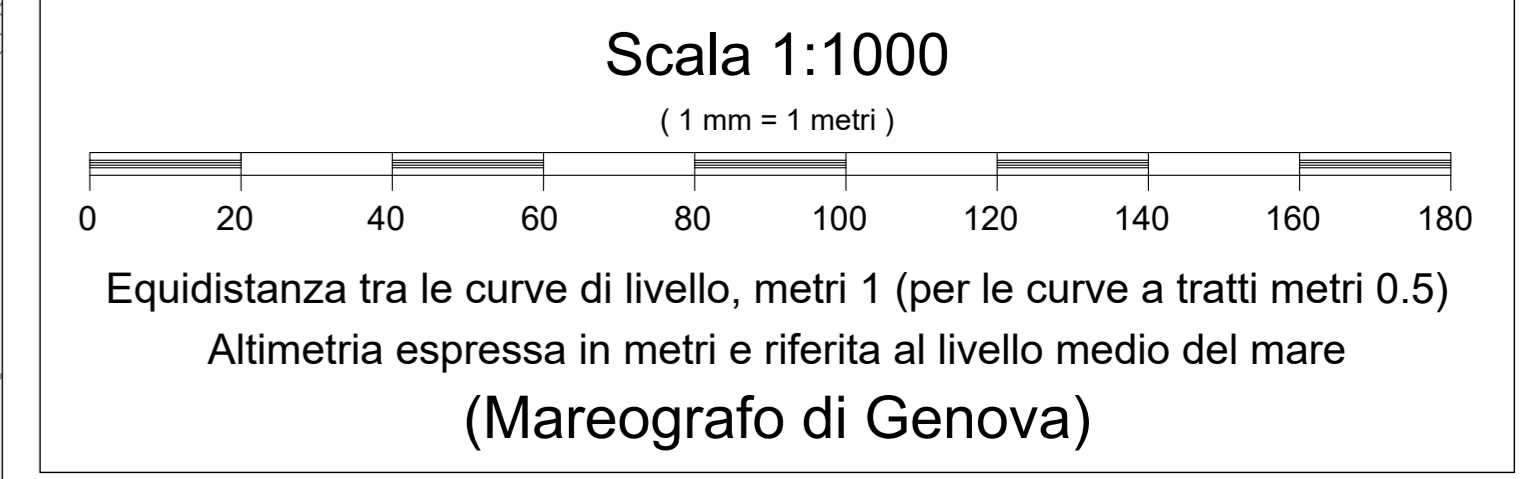 Scala 1:1000
( 1 mm = 1 metri )
0 20 40 60 80 100 120 140 160 180
Equidistanza tra le curve di livello, metri 1 (per le curve a tratti metri 0.5)
Altimetria espressa in metri e riferita al livello medio del mare
(Mareografo di Genova)